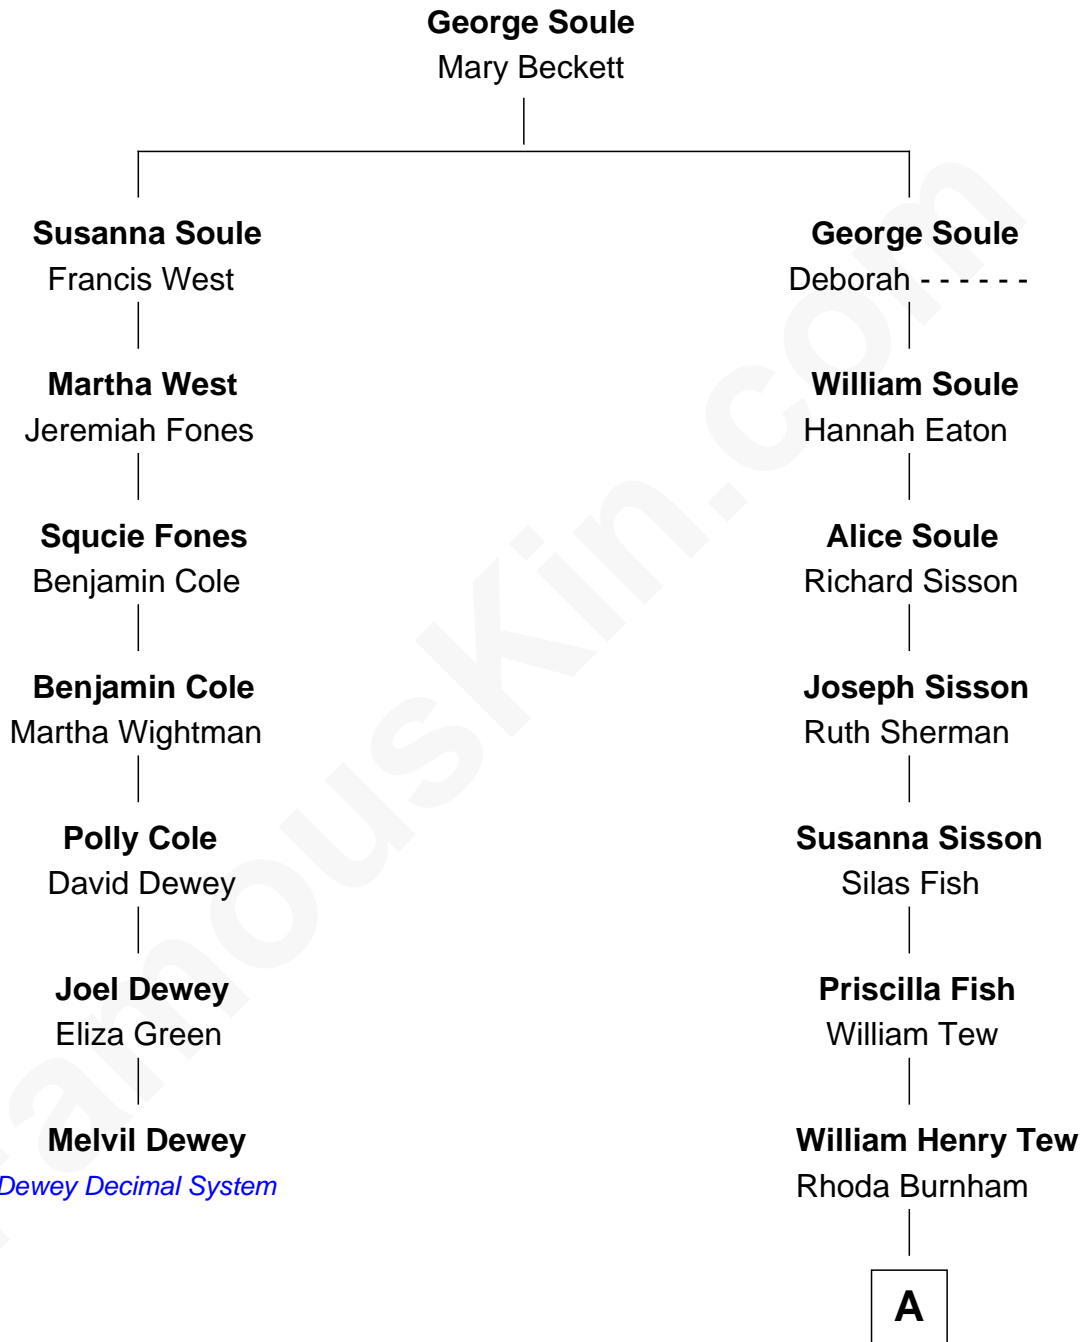 George Soule
Mary Beckett
Susanna Soule
Francis West
George Soule
Deborah - - - - - -
Martha West
Jeremiah Fones
William Soule
Hannah Eaton
Squcie Fones
Benjamin Cole
Alice Soule
Richard Sisson
Benjamin Cole
Martha Wightman
Joseph Sisson
Ruth Sherman
Polly Cole
David Dewey
Susanna Sisson
Silas Fish
Joel Dewey
Eliza Green
Priscilla Fish
William Tew
Melvil Dewey
Dewey Decimal System
William Henry Tew
Rhoda Burnham
A
FamousKin.com